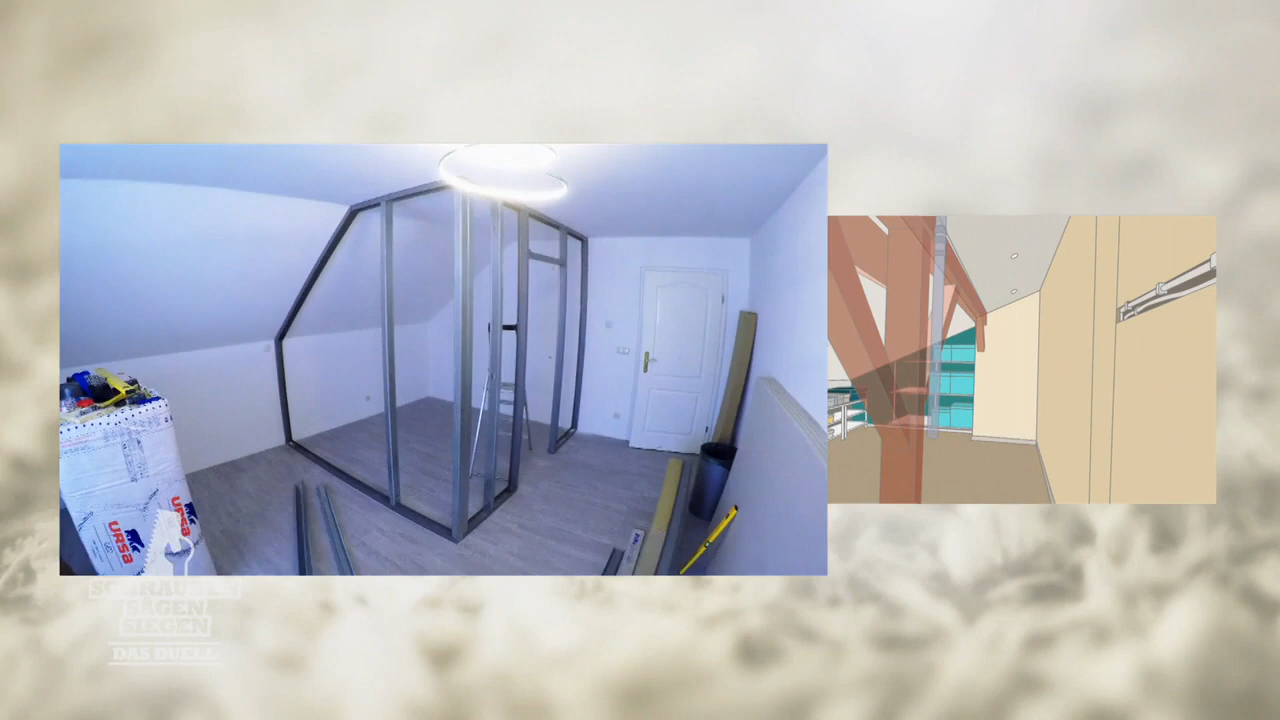 URSA
URSA
SCHRAUBEN
SÄGEN
SIEGEN
DAS DUELL